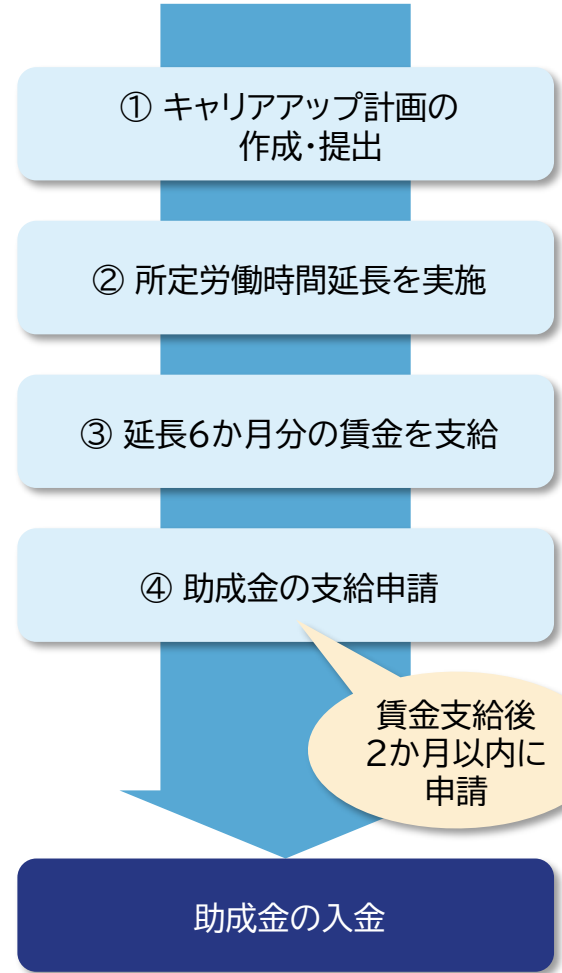 ① キャリアアップ計画の
作成・提出
② 所定労働時間延長を実施
③ 延長6か月分の賃金を支給
④ 助成金の支給申請
賃金支給後
2か月以内に
申請
助成金の入金